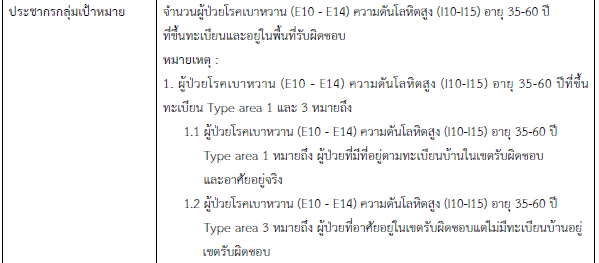 ประชากรกลุ่มเป้าหมาย
จำนวนผู้ป่วยโรคเบาหวาน (E10 - E14) ความดันโลหิตสูง (I10-I15) อายุ 35-60 ปี
ที่ขึ้นทะเบียนและอยู่ในพื้นที่รับผิดชอบ
หมายเหตุ :
1. ผู้ป่วยโรคเบาหวาน (E10 - E14) ความดันโลหิตสูง (I10-I15) อายุ 35-60 ปีที่ขึ้น
ทะเบียน Type area 1 และ 3 หมายถึง
1.1 ผู้ป่วยโรคเบาหวาน (E10 - E14) ความดันโลหิตสูง (I10-I15) อายุ 35-60 ปี
Type area 1 หมายถึง ผู้ป่วยที่มีที่อยู่ตามทะเบียนบ้านในเขตรับผิดชอบ
และอาศัยอยู่จริง
1.2 ผู้ป่วยโรคเบาหวาน (E10 - E14) ความดันโลหิตสูง (I10-I15) อายุ 35-60 ปี
Type area 3 หมายถึง ผู้ป่วยที่อาศัยอยู่ในเขตรับผิดชอบแต่ไม่มีทะเบียนบ้านอยู่
เขตรับผิดชอบ